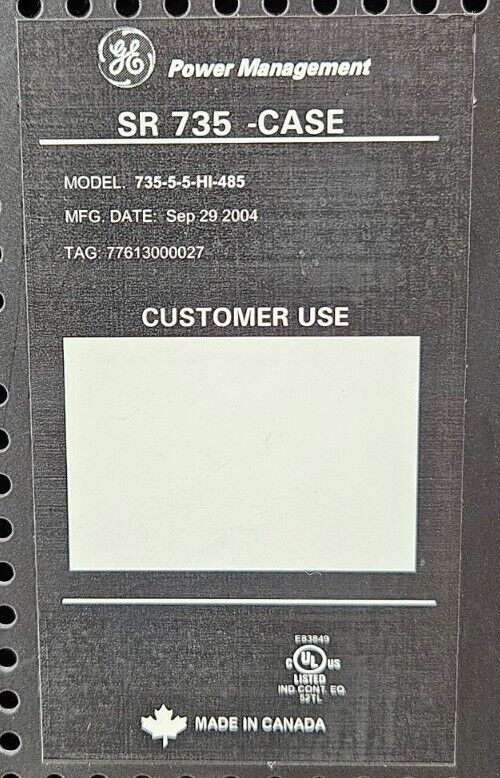 GE Power Management
SR 735 -CASE
MODEL. 735-5-5-HI-485
MFG. DATE: Sep 29 2004
TAG: 77613000027
CUSTOMER USE
E83849
C UL US
LISTED
IND.CONT. EQ.
52TL
MADE IN CANADA